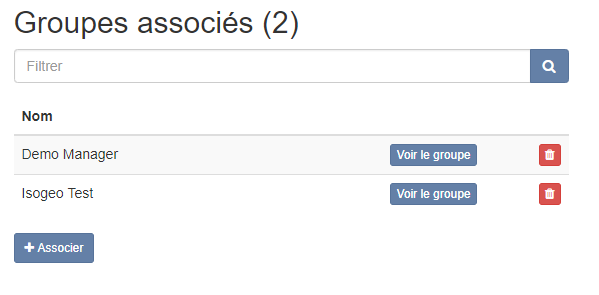 Groupes associés (2)
Filtrer
Nom
Demo Manager Voir le groupe
Isogeo Test Voir le groupe
Associer